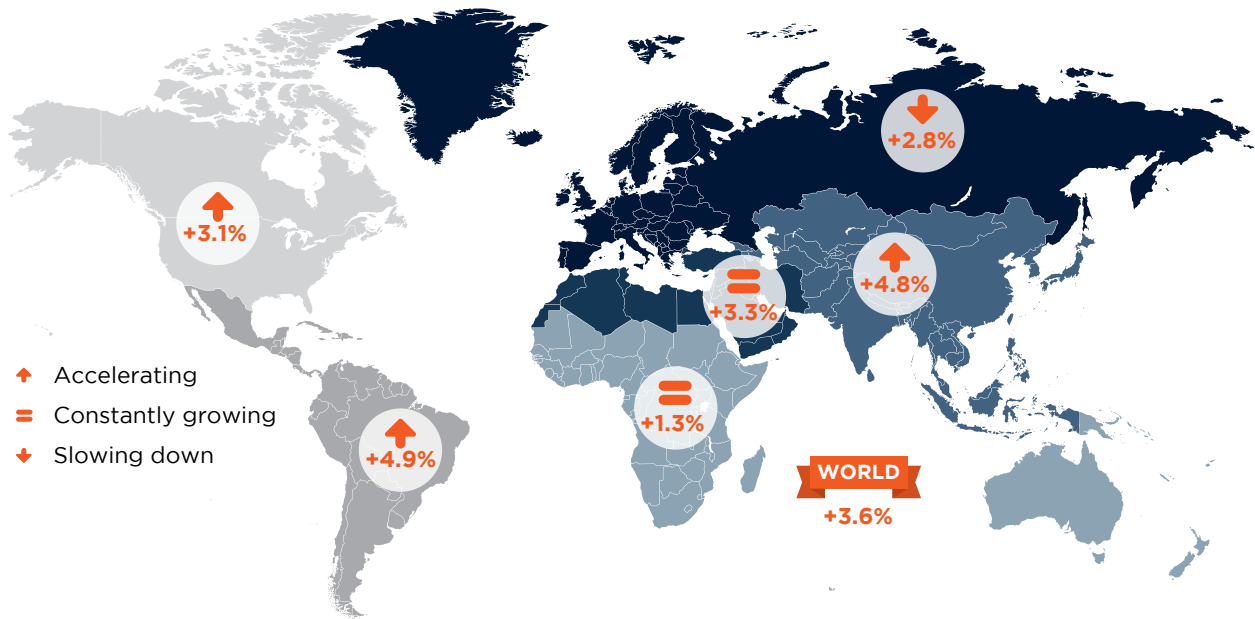 +2.8%
+3.1%
+4.8%
+3.3%
Accelerating
Constantly growing
Slowing down
+1.3%
+4.9%
WORLD
+3.6%